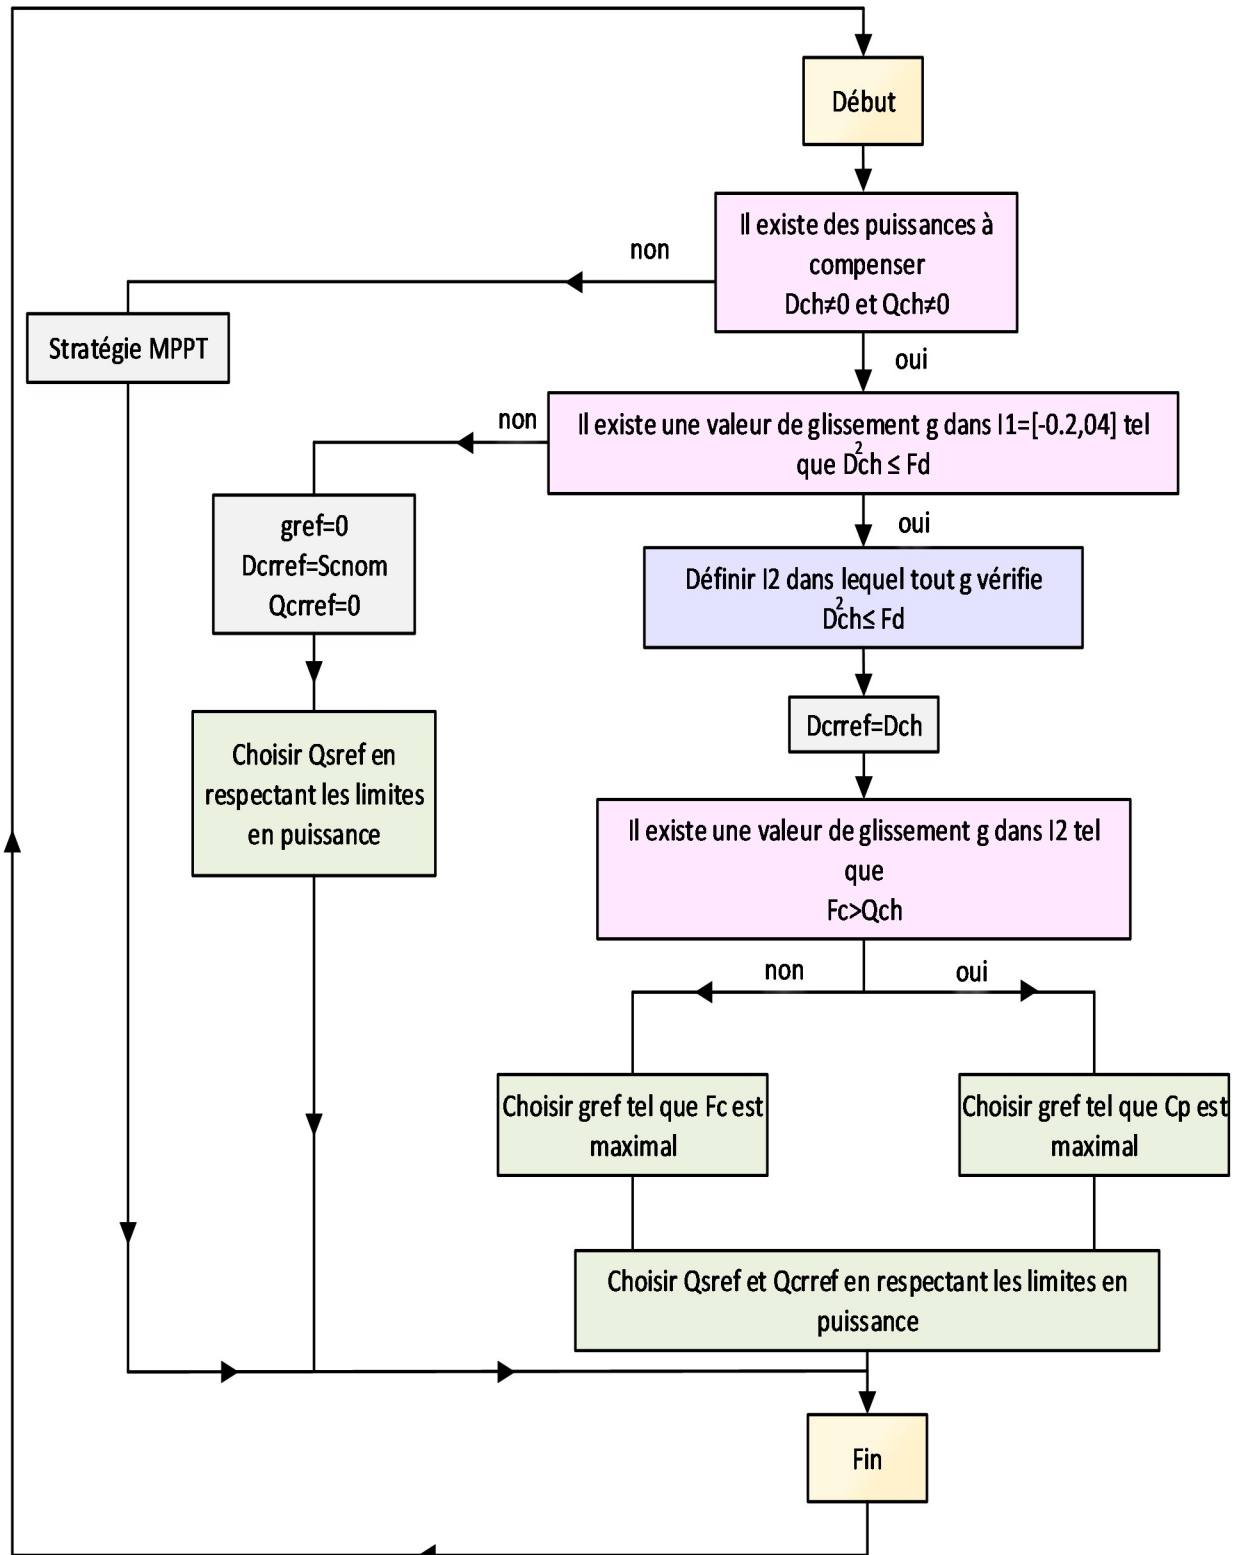 Début
Il existe des puissances à
compenser
Dch≠0 et Qch≠0
non
oui
Stratégie MPPT
Il existe une valeur de glissement g dans I1=[-0.2,04] tel
que D²ch ≤ Fd
non
oui
gref=0
Dcrref=Scnom
Qcrref=0
Définir I2 dans lequel tout g vérifie
D²ch≤ Fd
Dcrref=Dch
Choisir Qsref en
respectant les limites
en puissance
Il existe une valeur de glissement g dans I2 tel
que
Fc>Qch
non
oui
Choisir gref tel que Fc est
maximal
Choisir gref tel que Cp est
maximal
Choisir Qsref et Qcrref en respectant les limites en
puissance
Fin